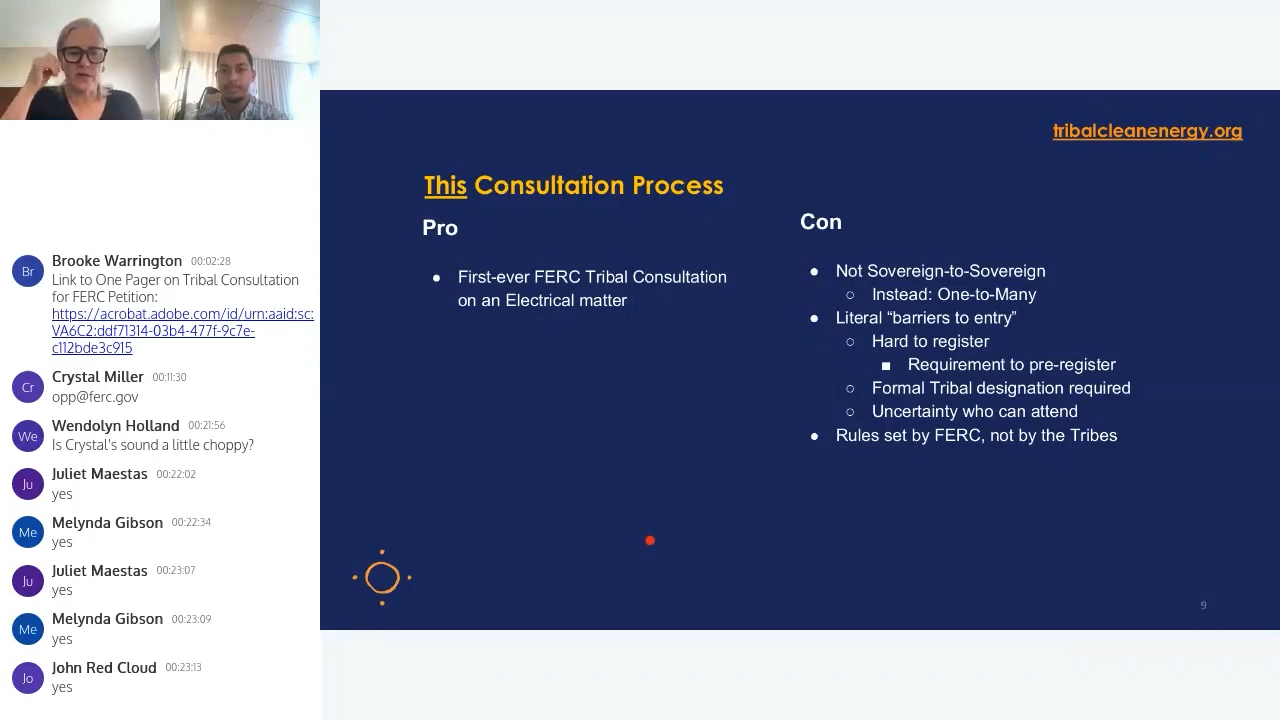 Br
Brooke Warrington 00:02:28
Link to One Pager on Tribal Consultation
for FERC Petition:
https://acrobat.adobe.com/id/urn:aaid:sc:
VA6C2:ddf71314-03b4-477f-9c7e-
c112bde3c915
Cr
Crystal Miller 00:11:30
opp@ferc.gov
We
Wendolyn Holland 00:21:56
Is Crystal's sound a little choppy?
Ju
Juliet Maestas 00:22:02
yes
Me
Melynda Gibson 00:22:34
yes
Ju
Juliet Maestas 00:23:07
yes
Me
Melynda Gibson 00:23:09
yes
Jo
John Red Cloud 00:23:13
yes
tribalcleanenergy.org
This Consultation Process
Pro
● First-ever FERC Tribal Consultation
on an Electrical matter
Con
● Not Sovereign-to-Sovereign
○ Instead: One-to-Many
● Literal “barriers to entry”
○ Hard to register
■ Requirement to pre-register
○ Formal Tribal designation required
○ Uncertainty who can attend
● Rules set by FERC, not by the Tribes
9